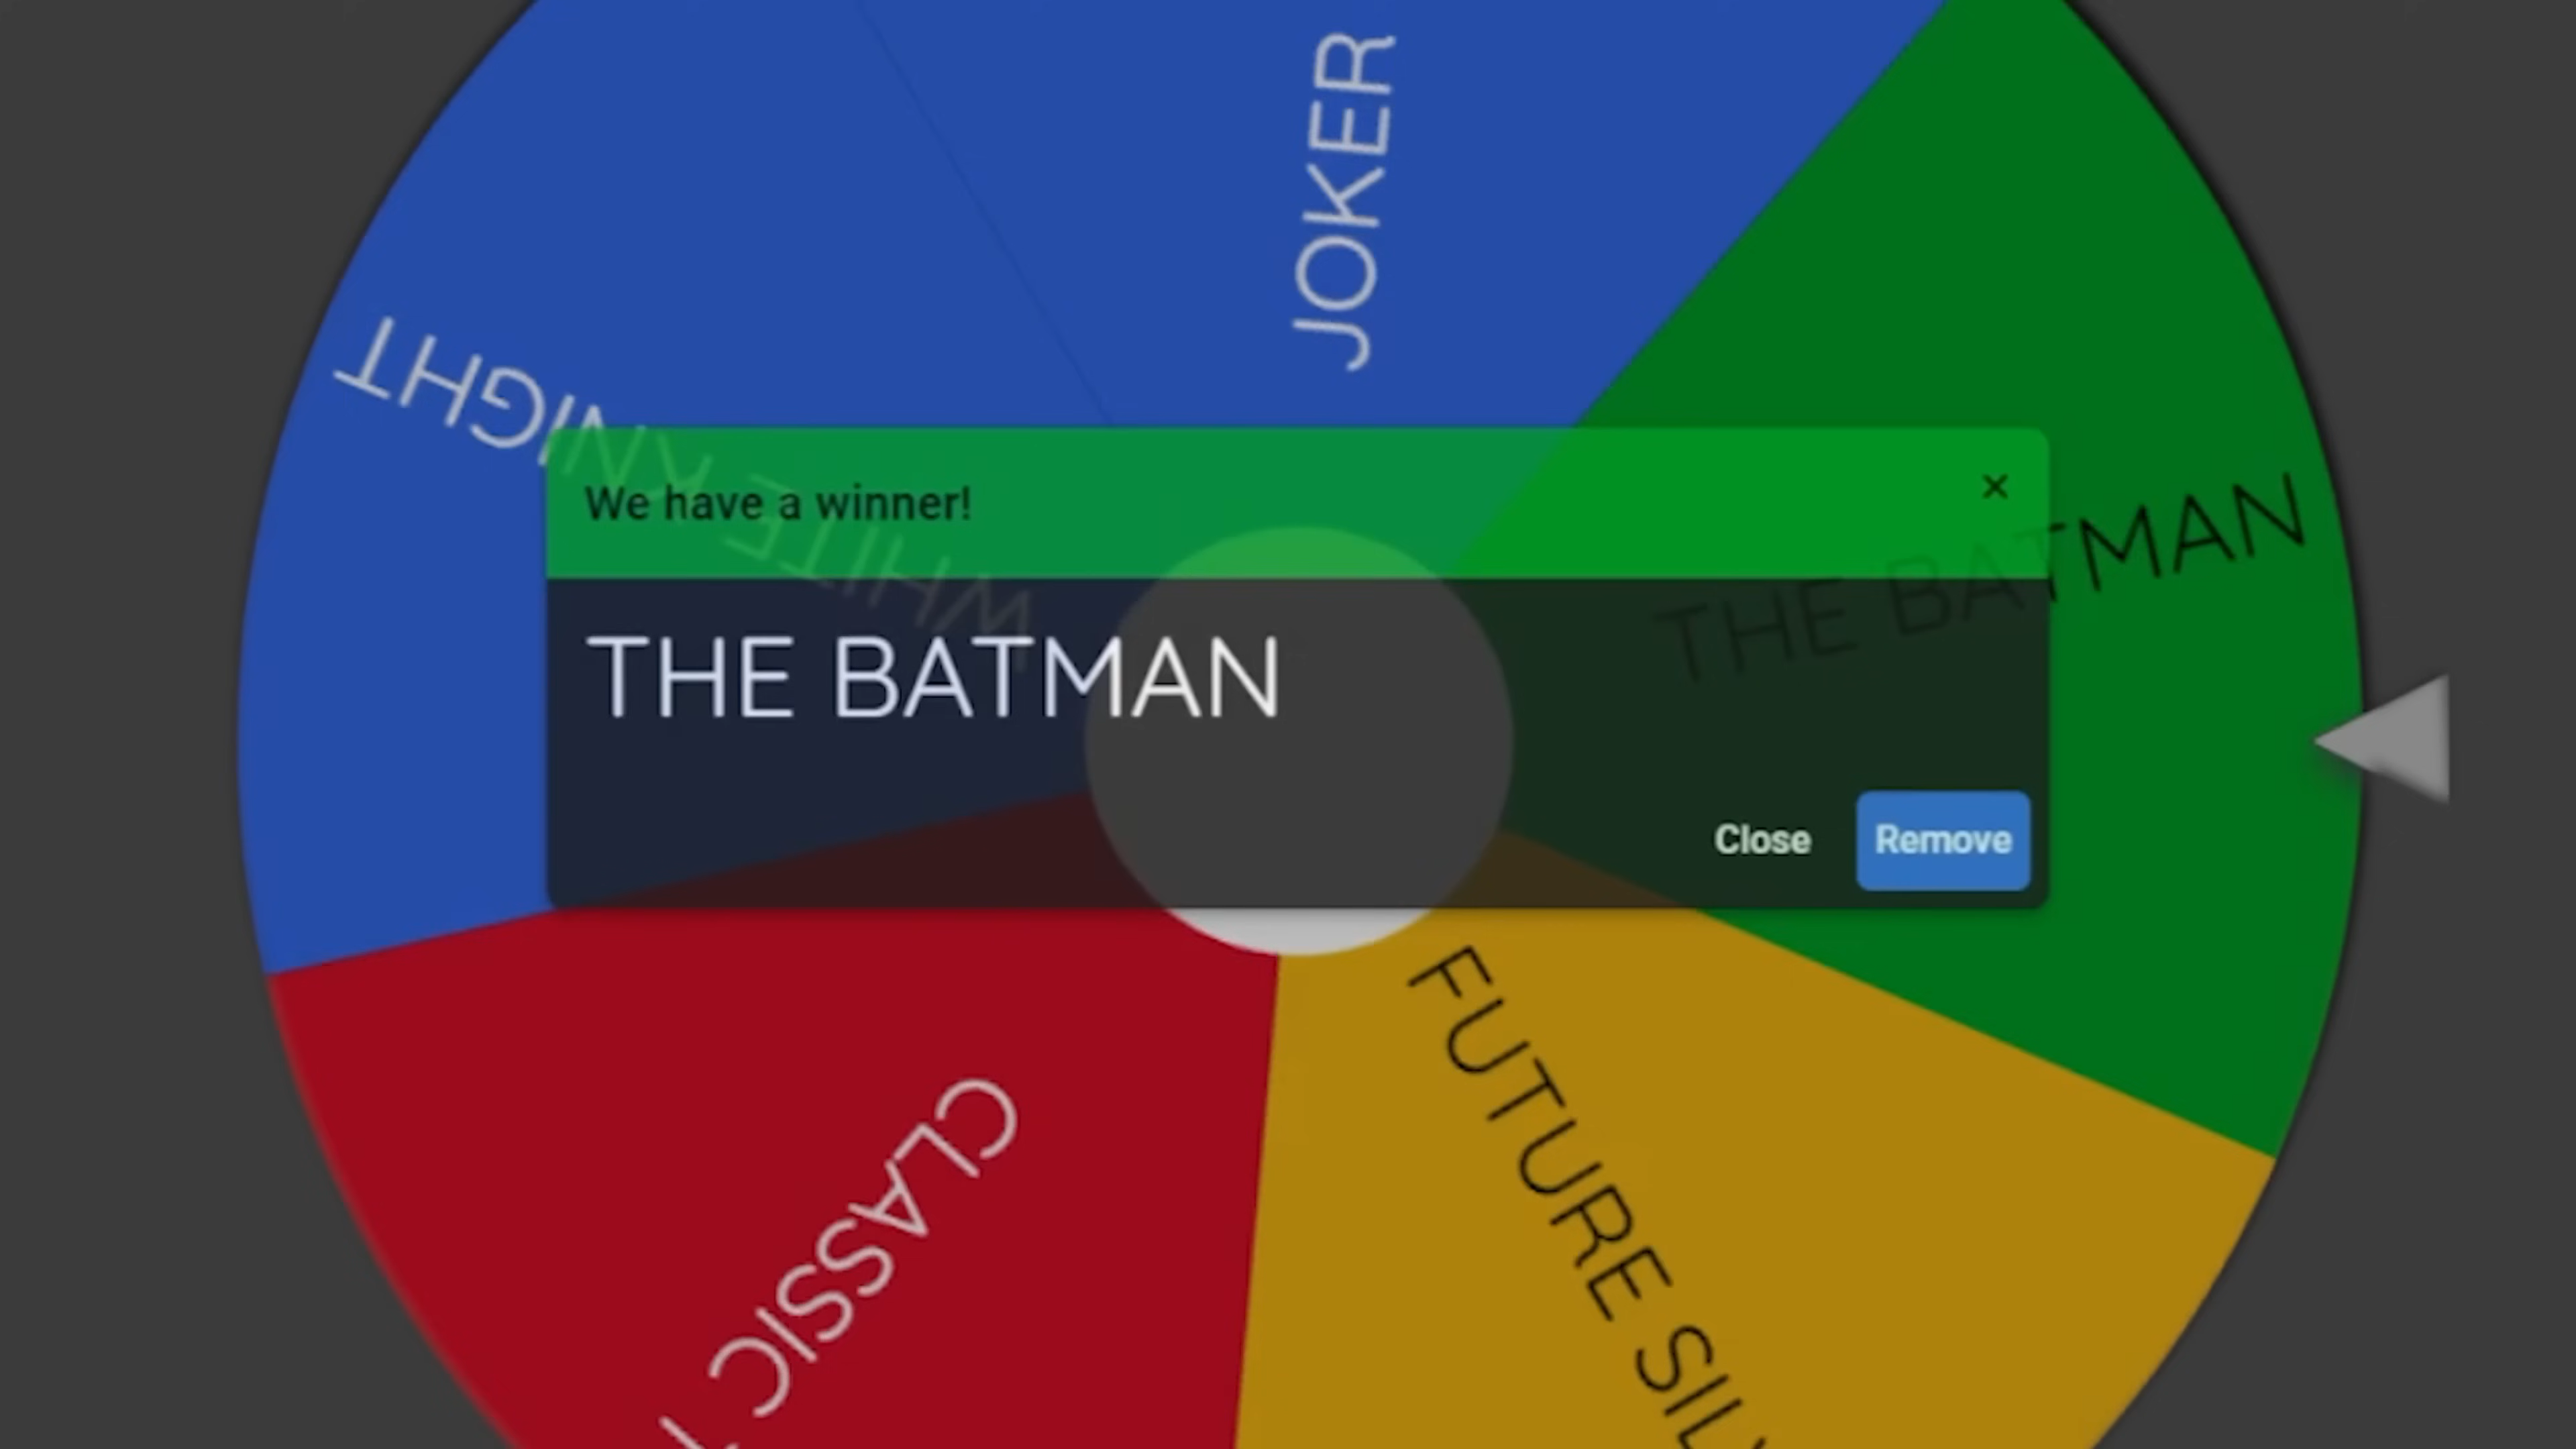 JOKER
WHITE KNIGHT
We have a winner!
×
THE BATMAN
THE BATMAN
Close
Remove
FUTURE
CLASSIC